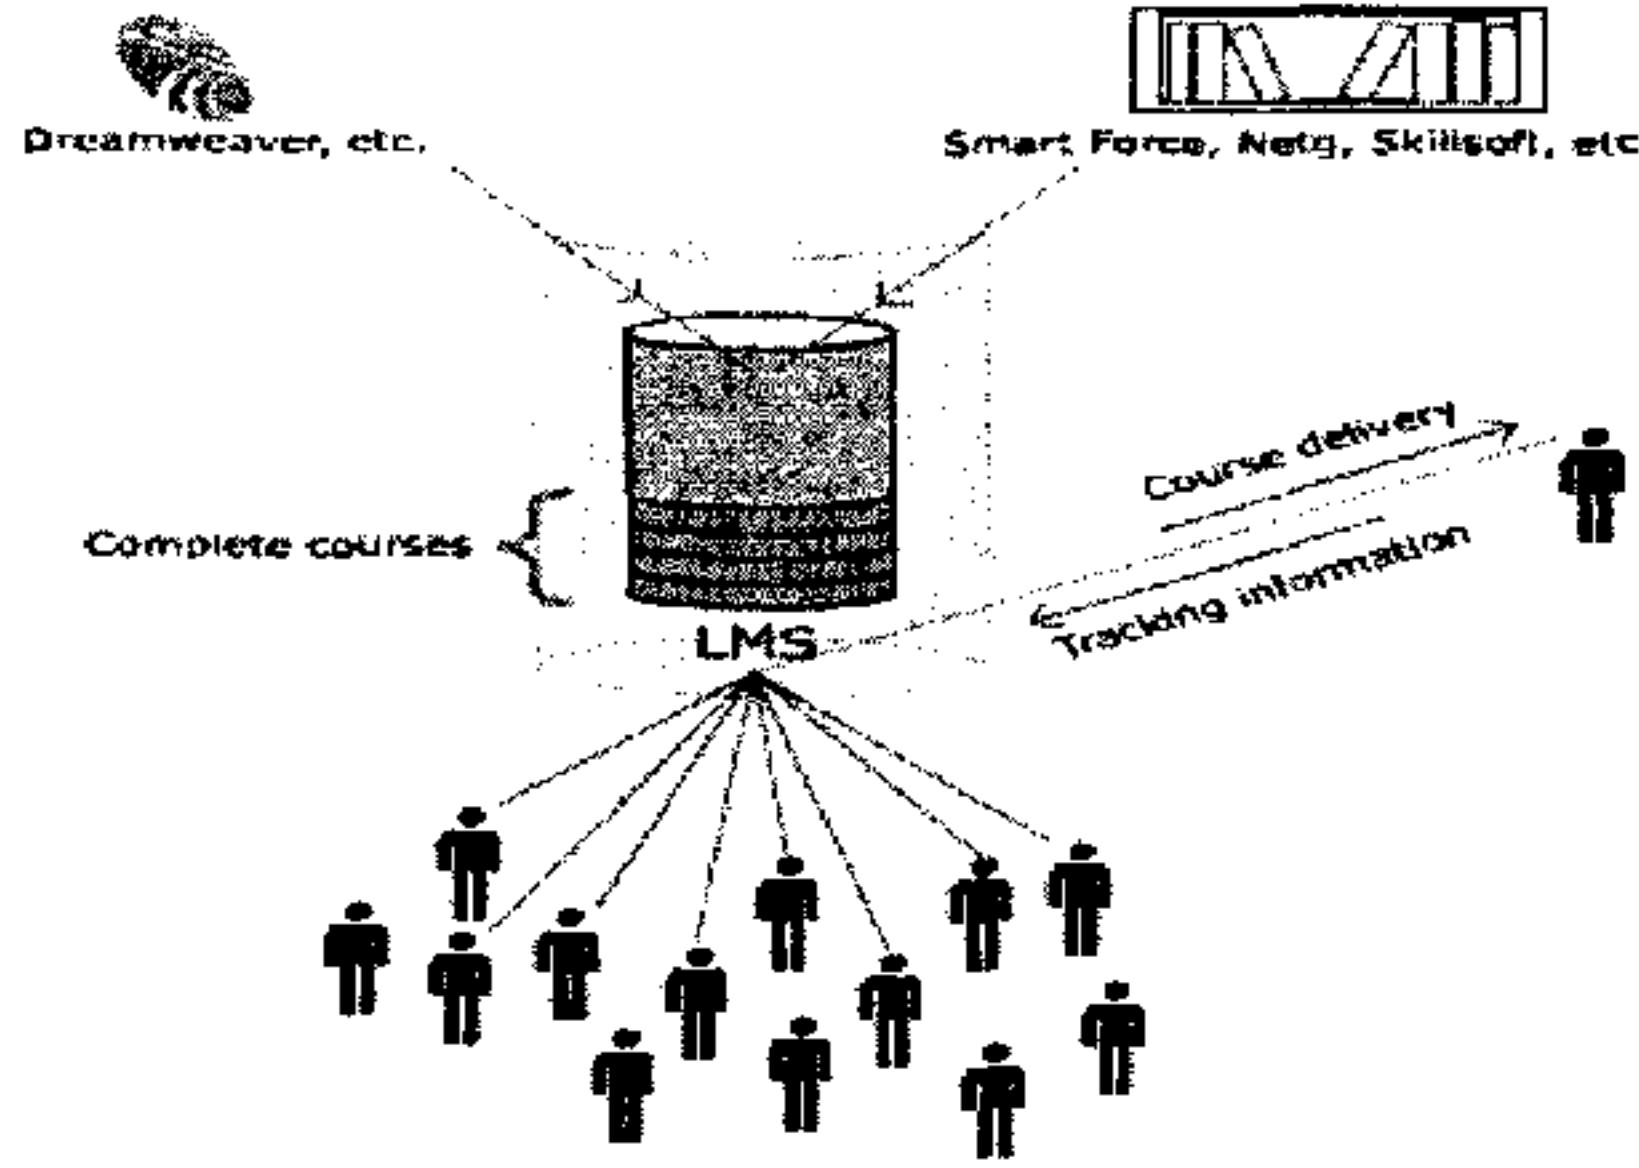 Dreamweaver, etc.
Smart Force, Netg, Skillsoft, etc
Course delivery
Complete courses
Tracking information
LMS